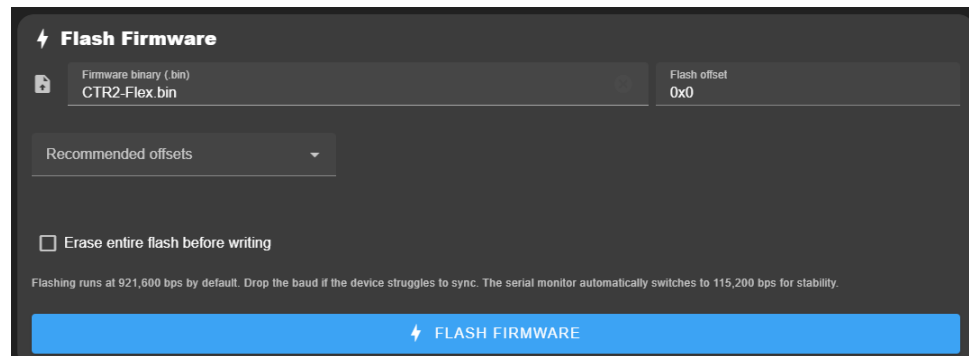 Flash Firmware
Firmware binary (.bin)
CTR2-Flex.bin
Flash offset
0x0
Recommended offsets
Erase entire flash before writing
Flashing runs at 921,600 bps by default. Drop the baud if the device struggles to sync. The serial monitor automatically switches to 115,200 bps for stability.
FLASH FIRMWARE